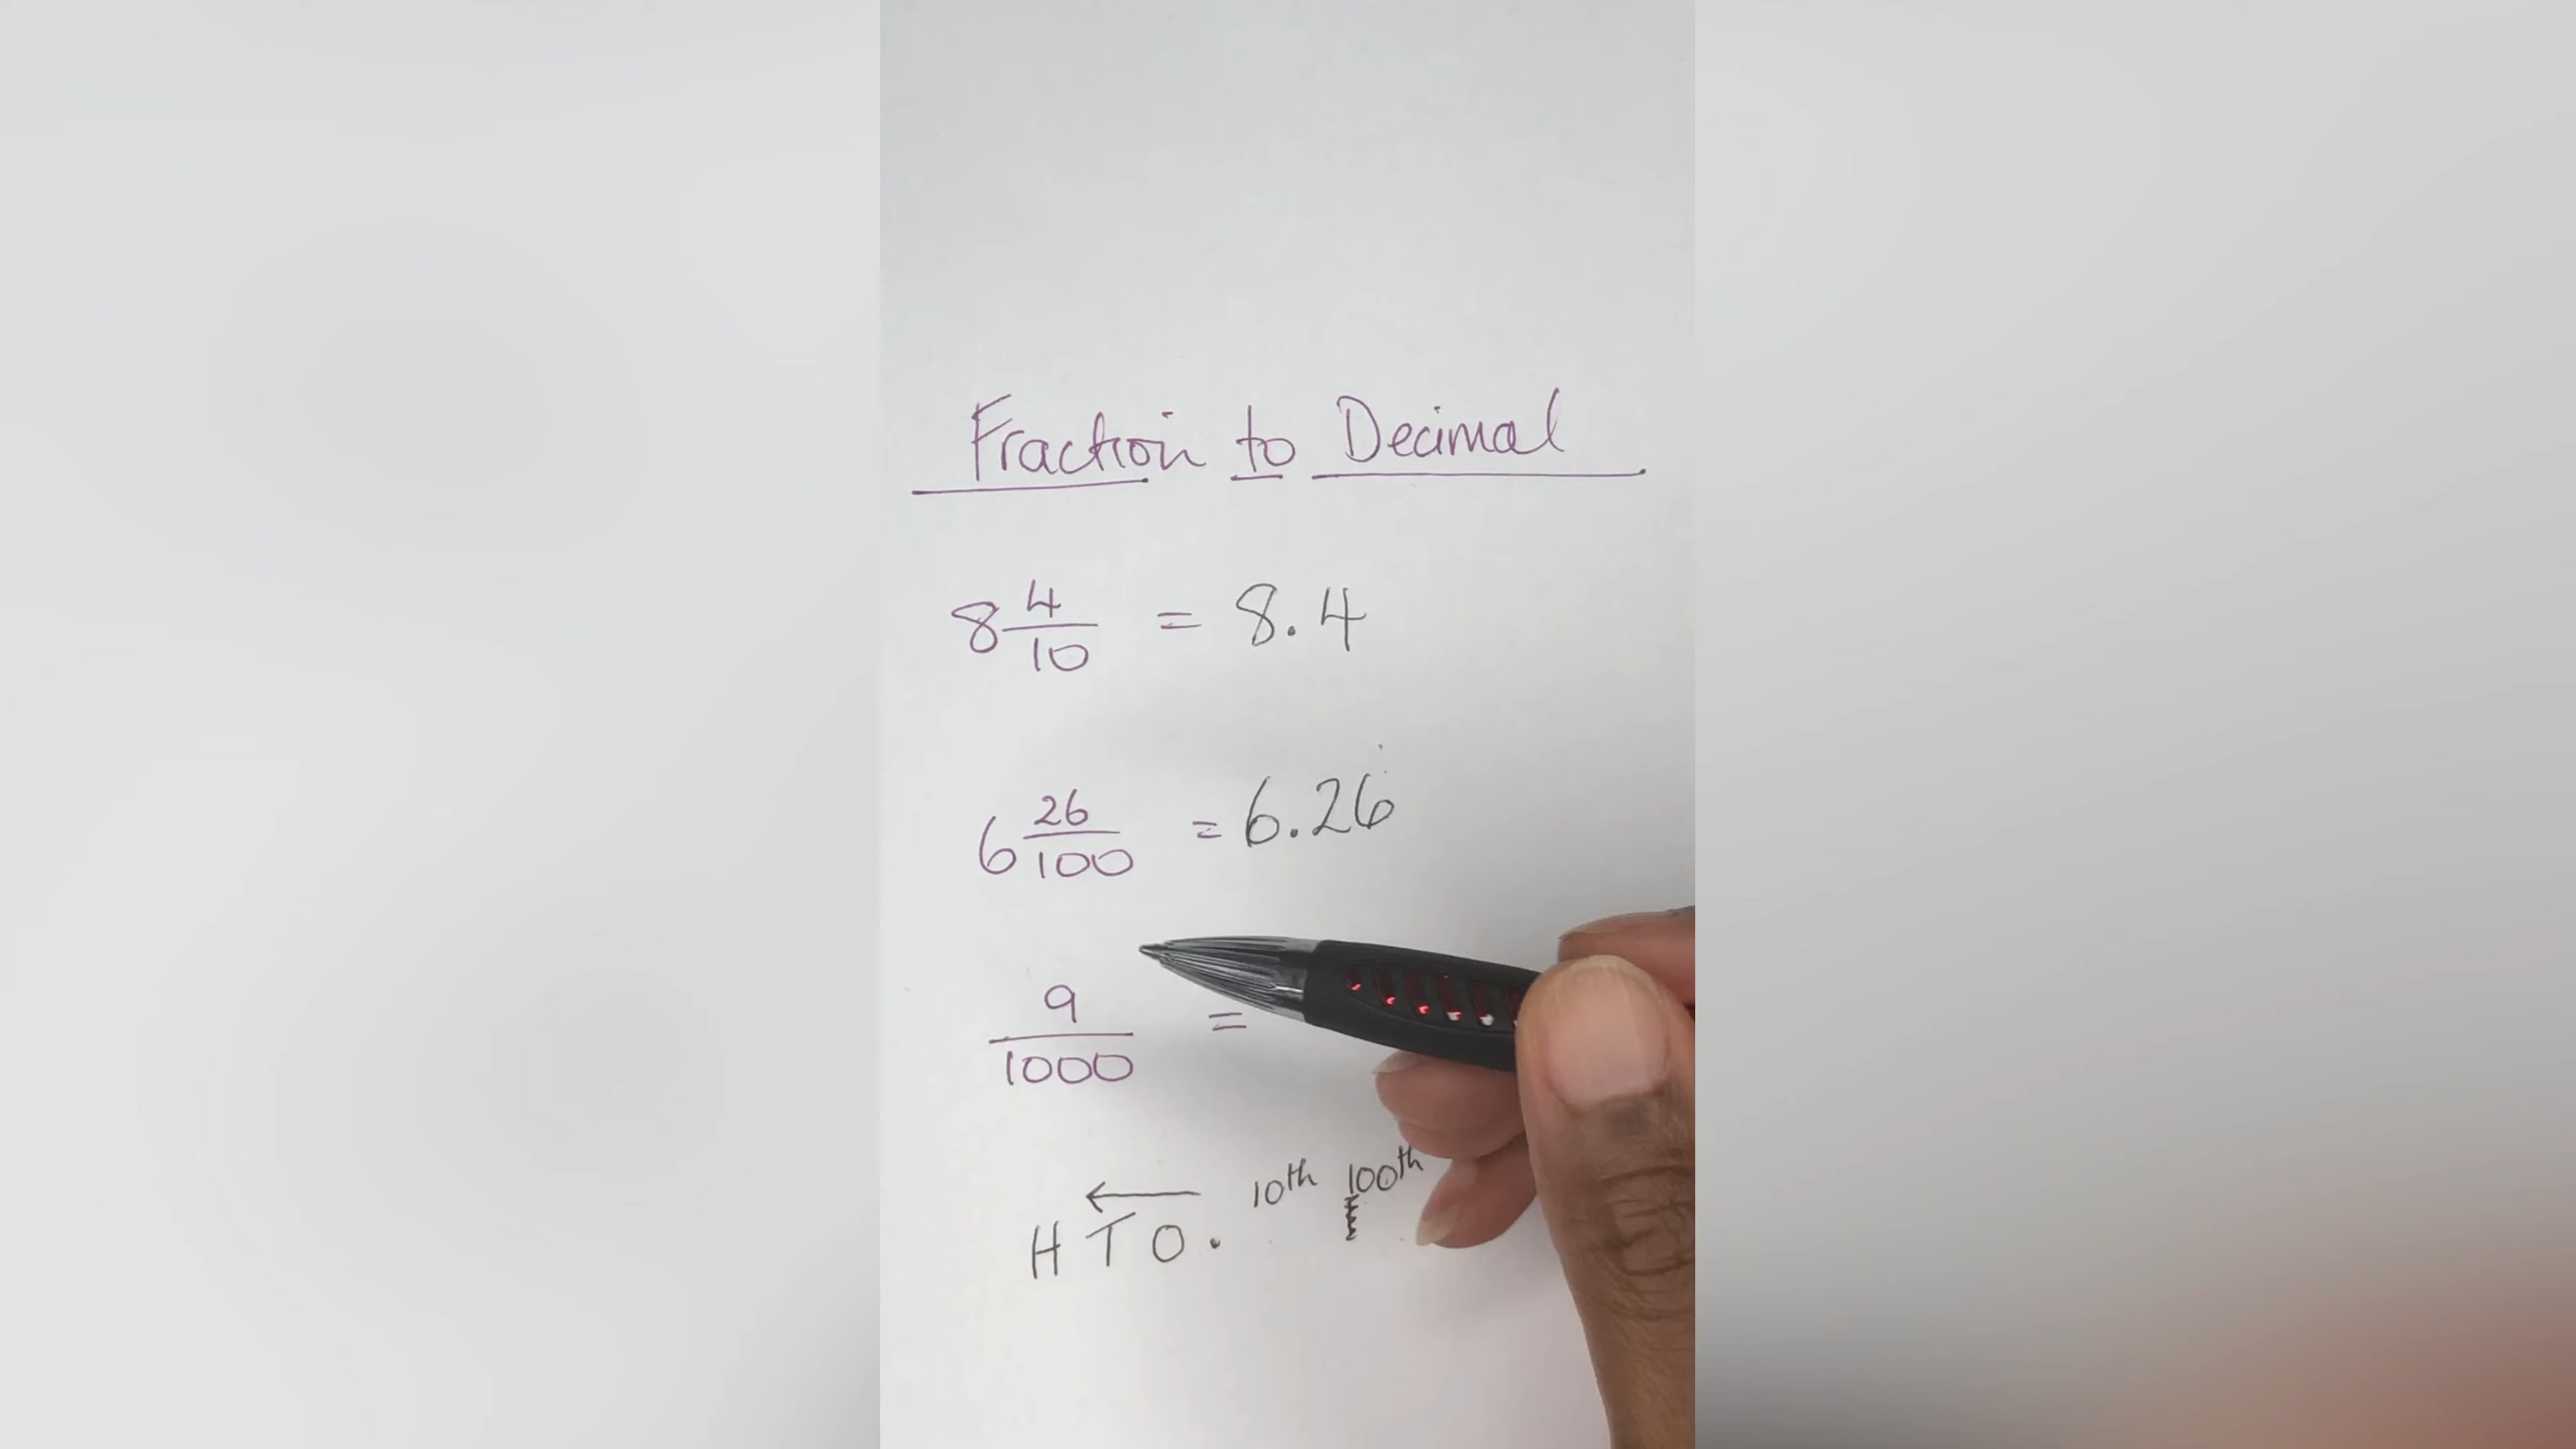 Fraction to Decimal
8 4/10 = 8.4
6 26/100 = 6.26
9/1000 =
10th 100th
H T O .